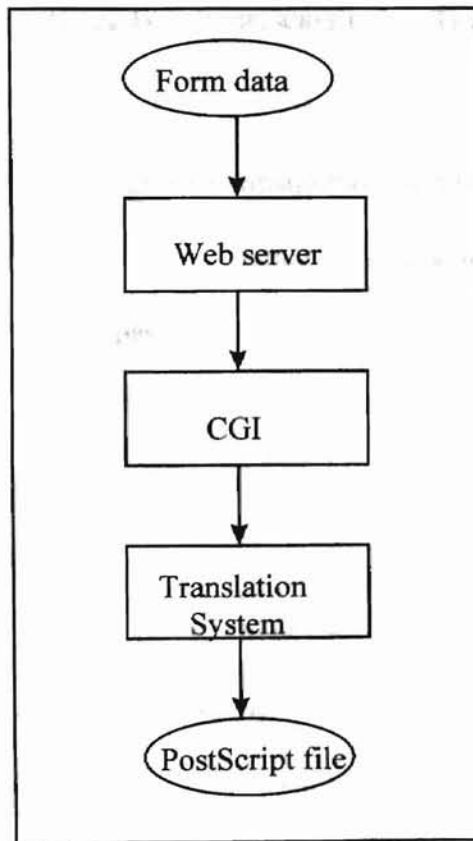 Form data
Web server
CGI
Translation
System
PostScript file